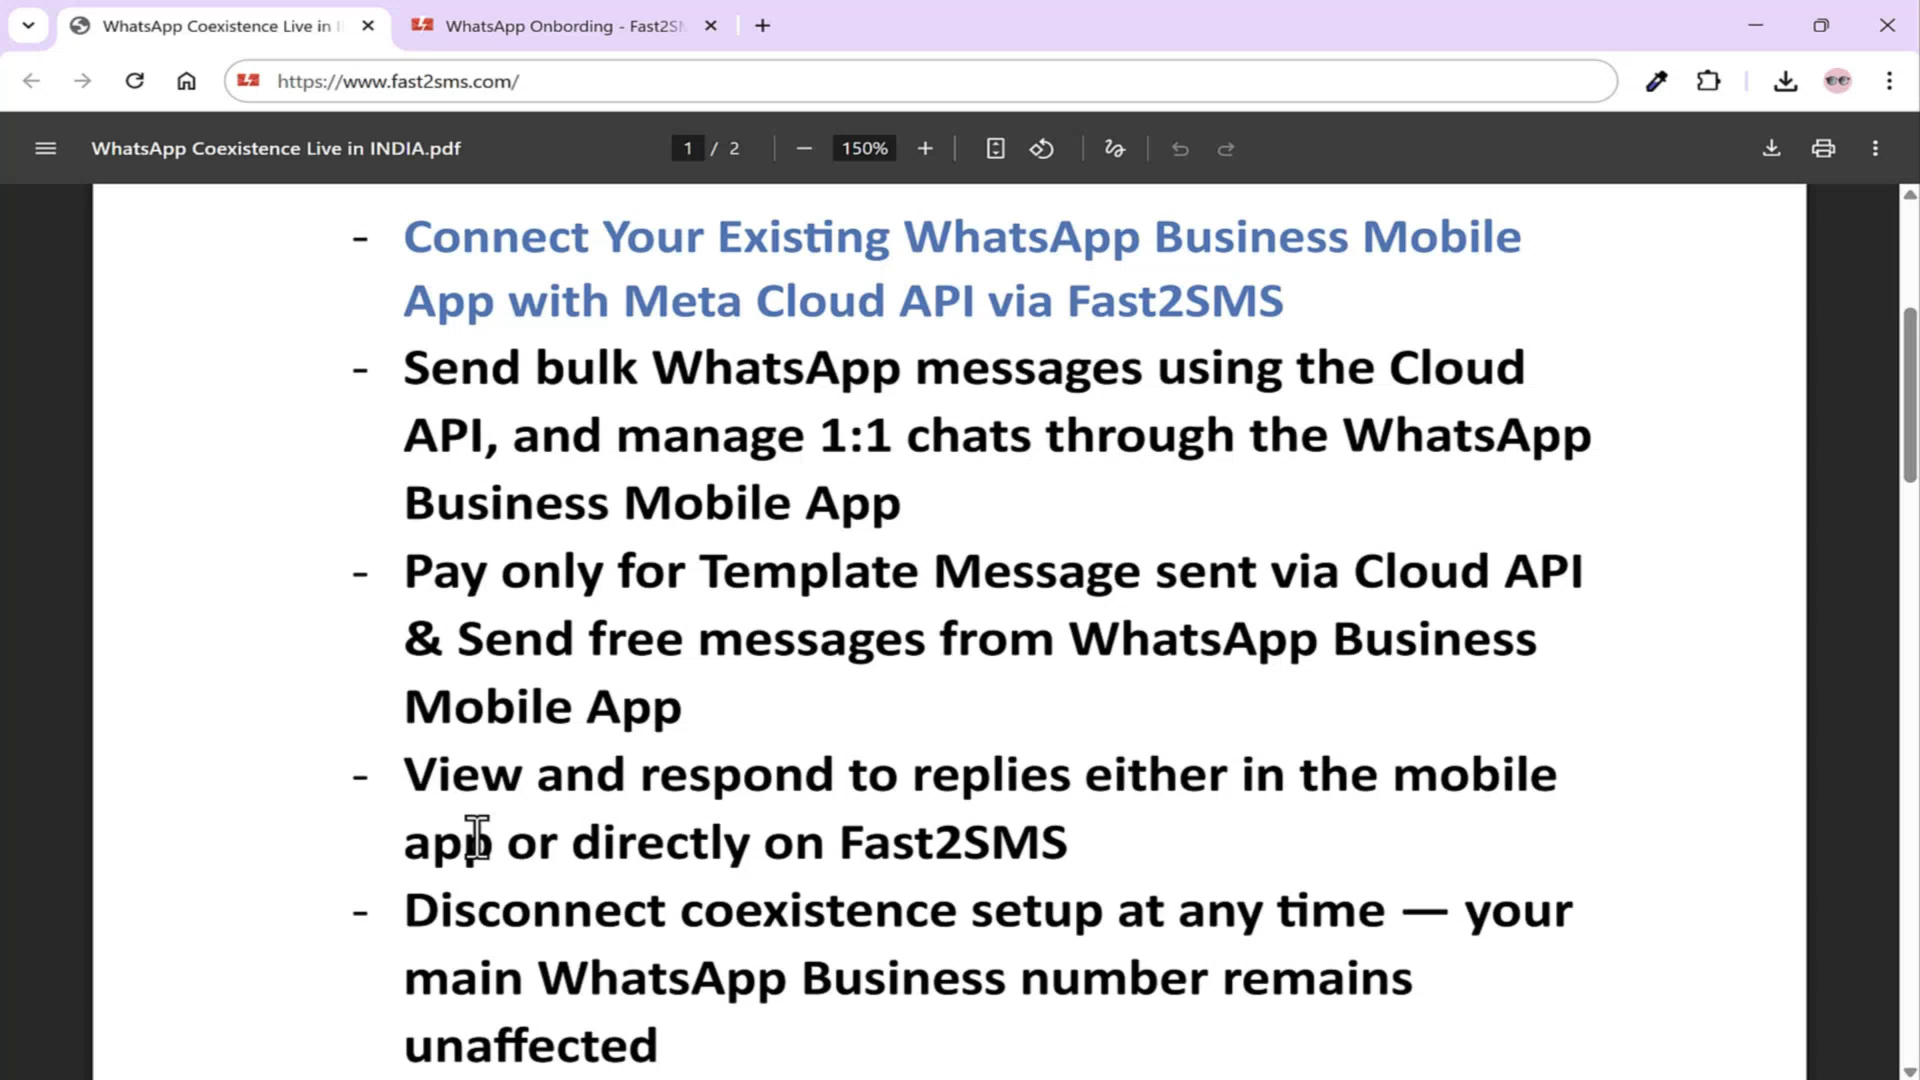 WhatsApp Coexistence Live in
WhatsApp Onbording - Fast2S
https://www.fast2sms.com/
WhatsApp Coexistence Live in INDIA.pdf
1 / 2
150%
- Connect Your Existing WhatsApp Business Mobile
App with Meta Cloud API via Fast2SMS
- Send bulk WhatsApp messages using the Cloud
API, and manage 1:1 chats through the WhatsApp
Business Mobile App
- Pay only for Template Message sent via Cloud API
& Send free messages from WhatsApp Business
Mobile App
- View and respond to replies either in the mobile
app or directly on Fast2SMS
- Disconnect coexistence setup at any time — your
main WhatsApp Business number remains
unaffected